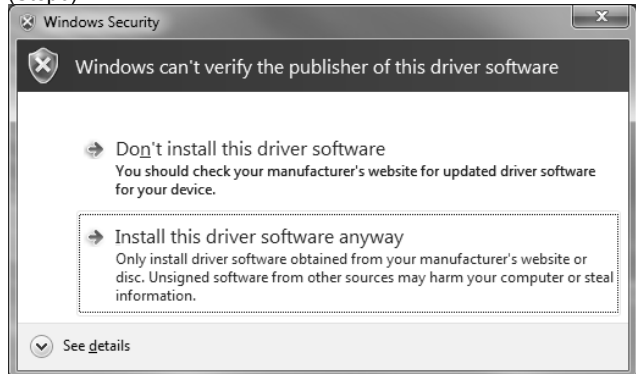 Windows Security
Windows can't verify the publisher of this driver software
Don't install this driver software
You should check your manufacturer's website for updated driver software
for your device.
Install this driver software anyway
Only install driver software obtained from your manufacturer's website or
disc. Unsigned software from other sources may harm your computer or steal
information.
See details